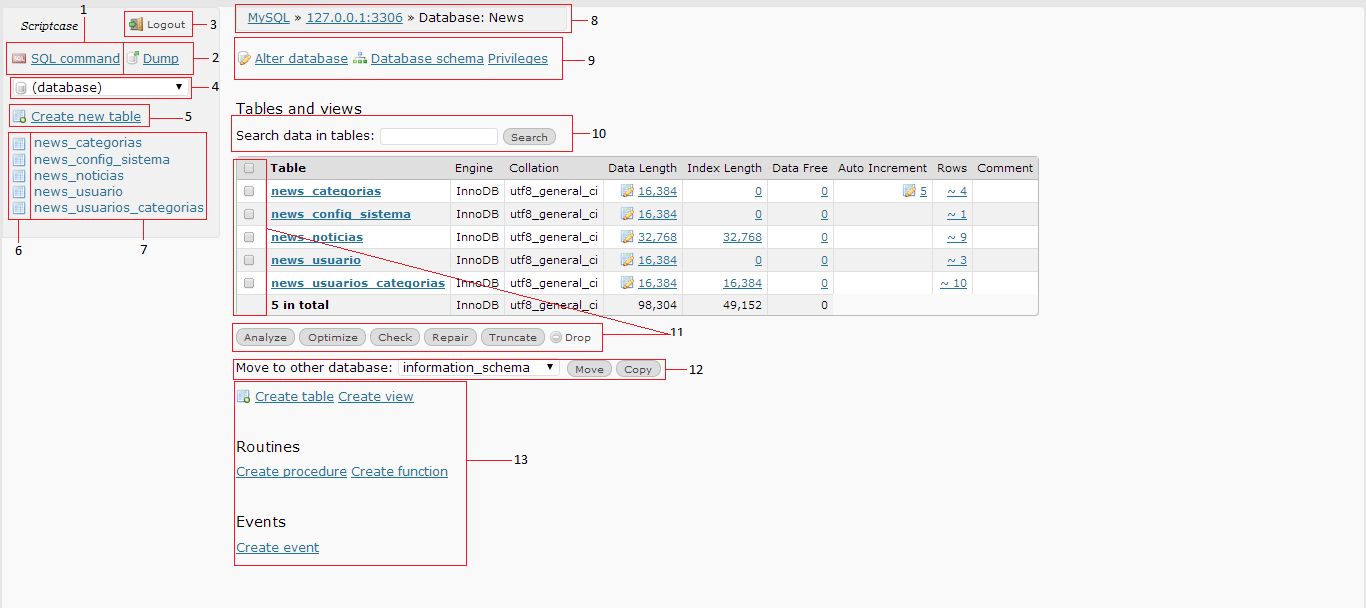 1
Scriptcase
Logout
3
SQL command
Dump
2
(database)
4
Create new table
5
news_categorias
news_config_sistema
news_noticias
news_usuario
news_usuarios_categorias
6
7
MySQL » 127.0.0.1:3306 » Database: News
8
Alter database Database schema Privileges
9
Tables and views
Search data in tables: Search
10
Table Engine Collation Data Length Index Length Data Free Auto Increment Rows Comment
news_categorias InnoDB utf8_general_ci 16,384 0 0 5 ~ 4
news_config_sistema InnoDB utf8_general_ci 16,384 0 0 ~ 1
news_noticias InnoDB utf8_general_ci 32,768 32,768 0 ~ 9
news_usuario InnoDB utf8_general_ci 16,384 0 0 ~ 3
news_usuarios_categorias InnoDB utf8_general_ci 16,384 16,384 0 ~ 10
5 in total InnoDB utf8_general_ci 98,304 49,152 0
Analyze Optimize Check Repair Truncate Drop
11
Move to other database: information_schema Move Copy
12
Create table Create view
Routines
13
Create procedure Create function
Events
Create event